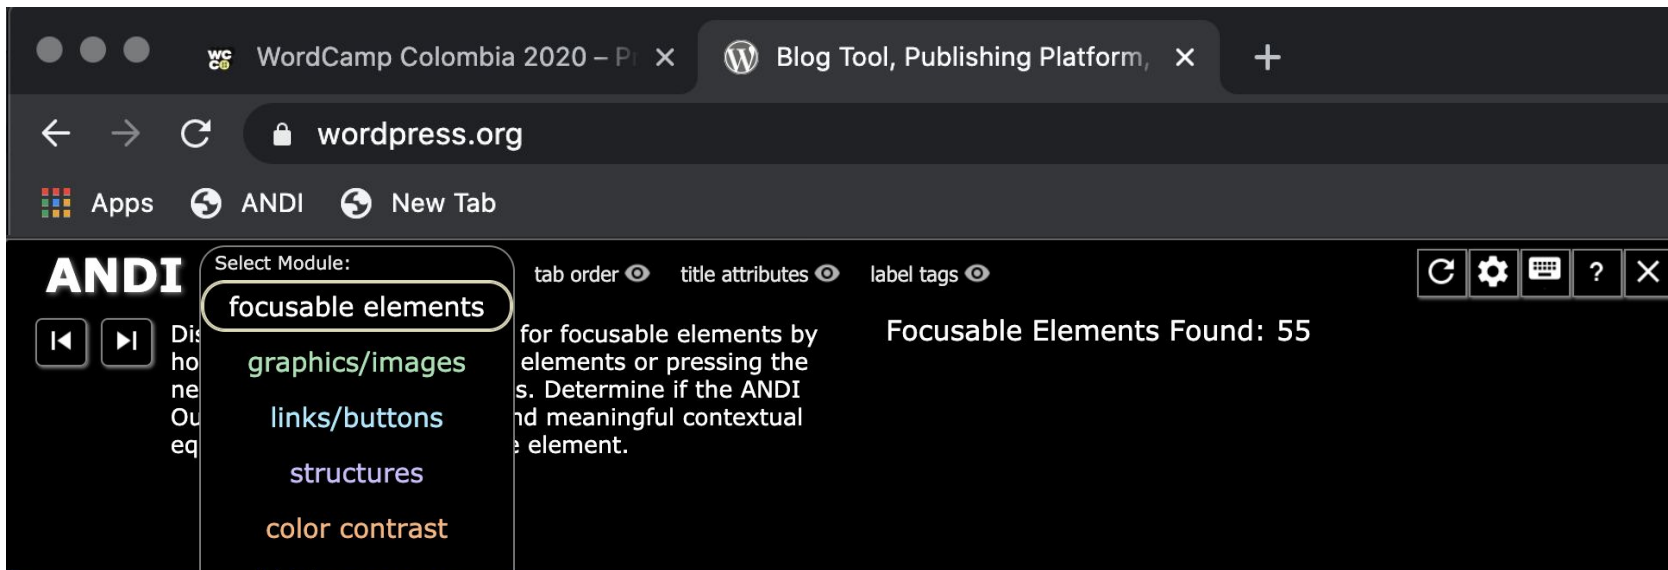 WordCamp Colombia 2020 – P
Blog Tool, Publishing Platform,
wordpress.org
Apps ANDI New Tab
ANDI
Select Module:
focusable elements
graphics/images
links/buttons
structures
color contrast
tab order title attributes label tags
?
for focusable elements by
elements or pressing the
Determine if the ANDI
meaningful contextual
element.
Focusable Elements Found: 55